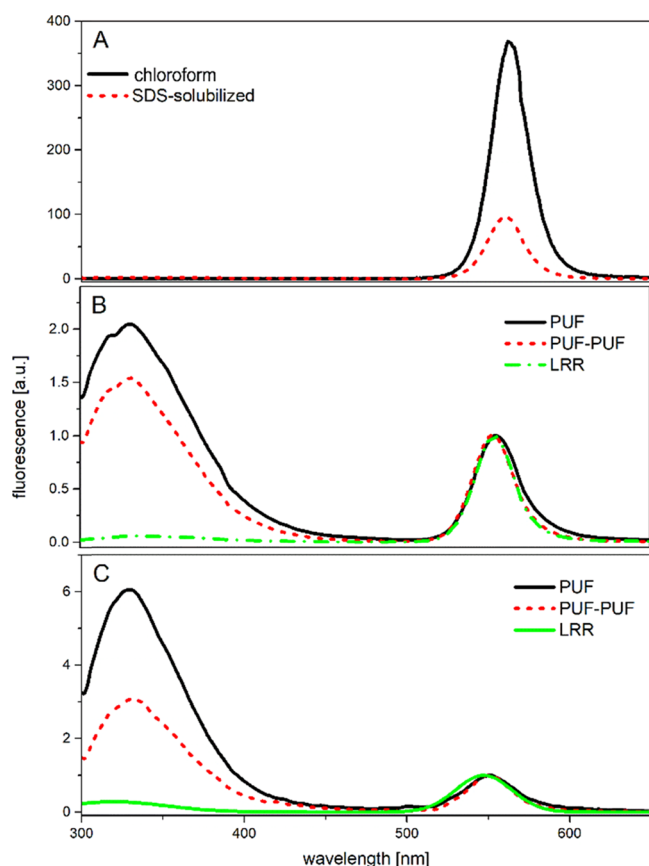 A
chloroform
SDS-solubilized
400
300
200
100
0
B
PUF
PUF-PUF
LRR
2.0
1.5
1.0
0.5
0.0
fluorescence [a.u.]
C
PUF
PUF-PUF
LRR
6
4
2
0
300 400 500 600
wavelength [nm]